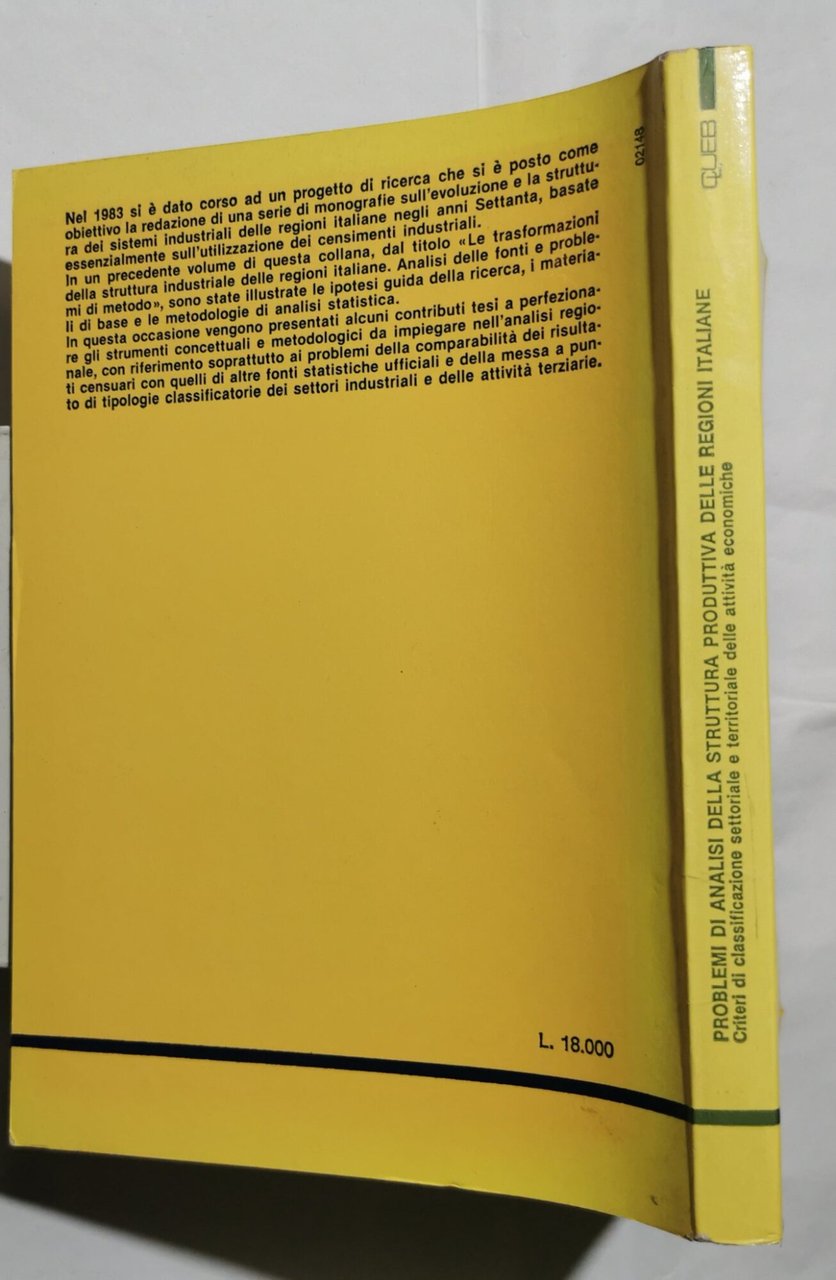 Nel 1983 si è dato corso ad un progetto di ricerca che si è posto come
obiettivo la redazione di una serie di monografie sull'evoluzione e la struttu-
ra dei sistemi industriali delle regioni italiane negli anni Settanta, basate
essenzialmente sull'utilizzazione dei censimenti industriali.
In un precedente volume di questa collana, dal titolo «Le trasformazioni
della struttura industriale delle regioni italiane. Analisi delle fonti e proble-
mi di metodo», sono state illustrate le ipotesi guida della ricerca, i materia-
li di base e le metodologie di analisi statistica.
In questa occasione vengono presentati alcuni contributi tesi a perfeziona-
re gli strumenti concettuali e metodologici da impiegare nell'analisi regio-
nale, con riferimento soprattutto ai problemi della comparabilità dei risulta-
ti censuari con quelli di altre fonti statistiche ufficiali e della messa a pun-
to di tipologie classificatorie dei settori industriali e delle attività terziarie.
L. 18.000
02148
PROBLEMI DI ANALISI DELLA STRUTTURA PRODUTTIVA DELLE REGIONI ITALIANE
Criteri di classificazione settoriale e territoriale delle attività economiche